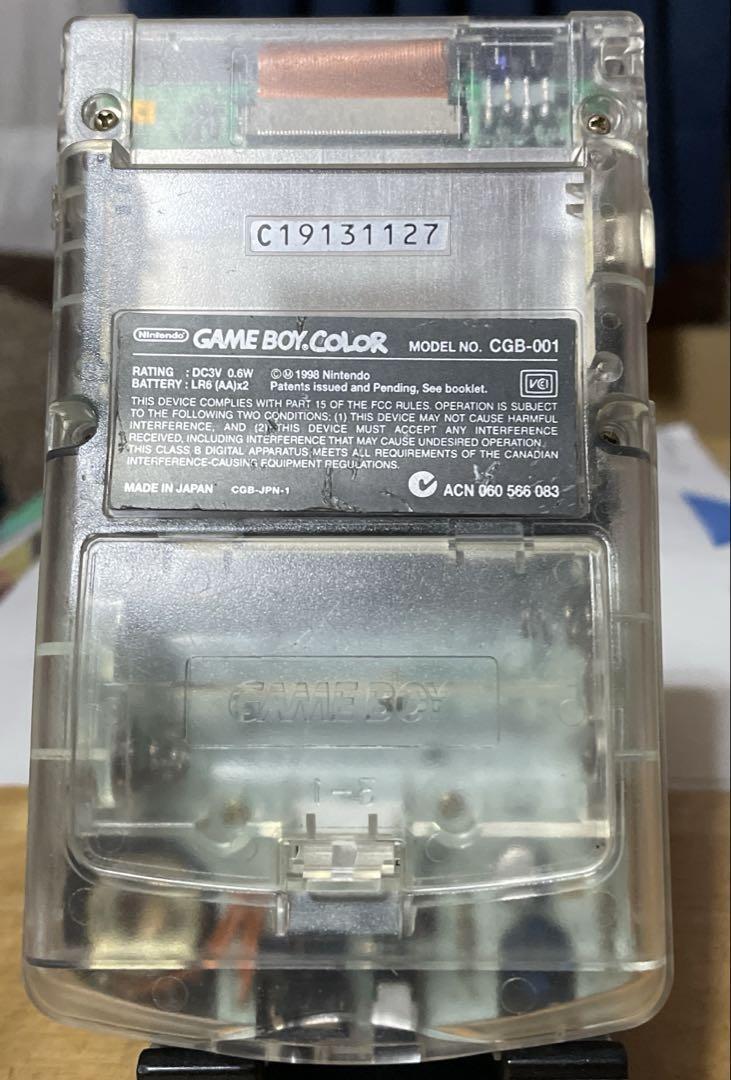 C19131127
Nintendo GAME BOY COLOR MODEL NO. CGB-001
RATING : DC3V 0.6W ©Ⓜ 1998 Nintendo
BATTERY : LR6 (AA)x2 Patents issued and Pending, See booklet.
VCI
THIS DEVICE COMPLIES WITH PART 15 OF THE FCC RULES. OPERATION IS SUBJECT
TO THE FOLLOWING TWO CONDITIONS: (1) THIS DEVICE MAY NOT CAUSE HARMFUL
INTERFERENCE, AND (2) THIS DEVICE MUST ACCEPT ANY INTERFERENCE
RECEIVED, INCLUDING INTERFERENCE THAT MAY CAUSE UNDESIRED OPERATION.
THIS CLASS B DIGITAL APPARATUS MEETS ALL REQUIREMENTS OF THE CANADIAN
INTERFERENCE-CAUSING EQUIPMENT REGULATIONS.
MADE IN JAPAN CGB-JPN-1 ACN 060 566 083
GAME BOY
1-5